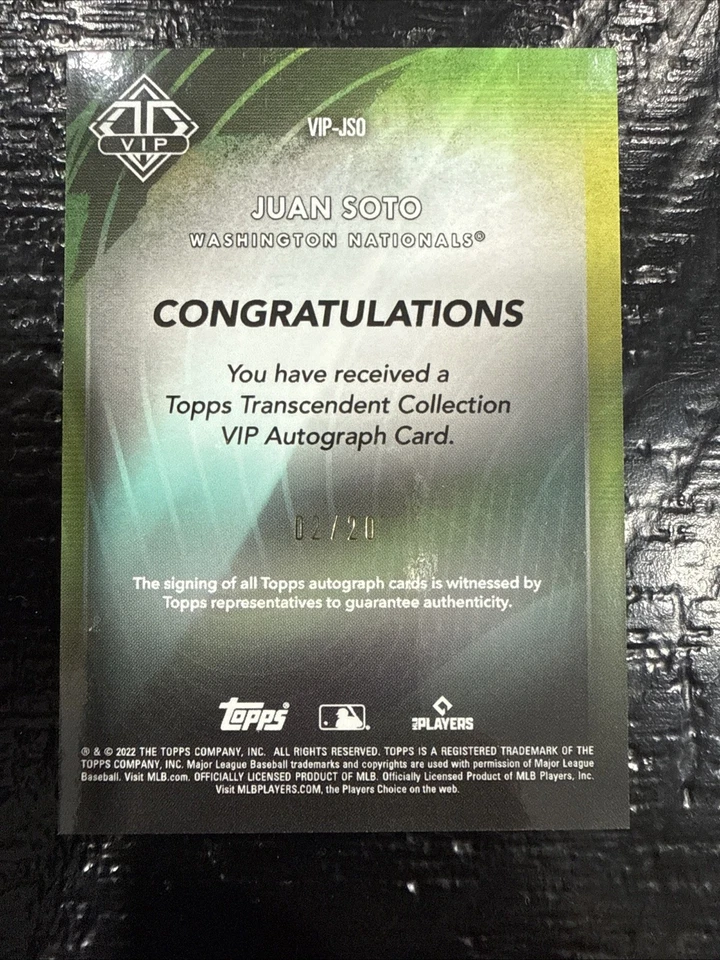 VIP
VIP-JSO
JUAN SOTO
WASHINGTON NATIONALS®
CONGRATULATIONS
You have received a
Topps Transcendent Collection
VIP Autograph Card.
02/20
The signing of all Topps autograph cards is witnessed by
Topps representatives to guarantee authenticity.
Topps®
MLB PLAYERS
® & © 2022 THE TOPPS COMPANY, INC. ALL RIGHTS RESERVED. TOPPS IS A REGISTERED TRADEMARK OF THE
TOPPS COMPANY, INC. Major League Baseball trademarks and copyrights are used with permission of Major League
Baseball. Visit MLB.com. OFFICIALLY LICENSED PRODUCT OF MLB. Officially Licensed Product of MLB Players, Inc.
Visit MLBPLAYERS.COM, the Players Choice on the web.